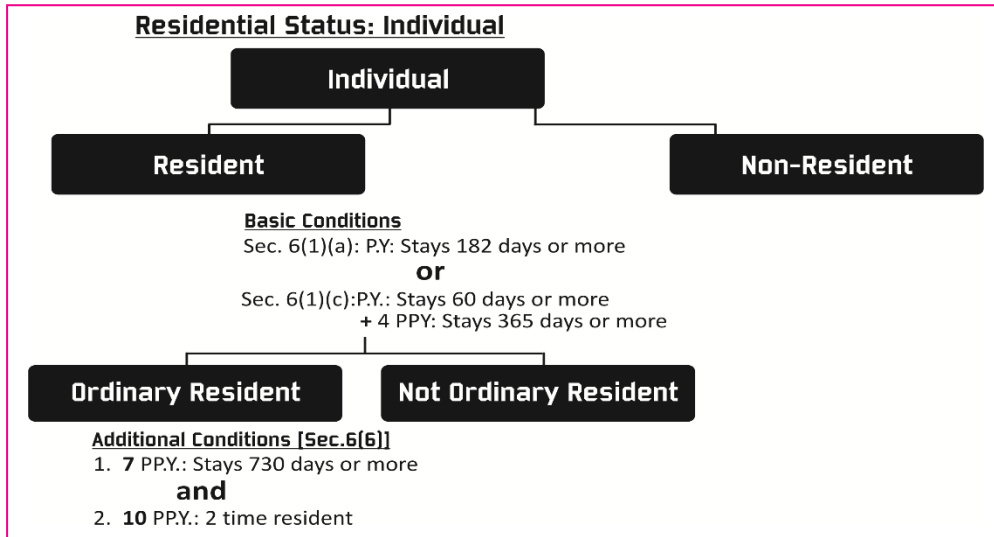 Residential Status: Individual
Individual
Resident
Non-Resident
Basic Conditions
Sec. 6(1)(a): P.Y: Stays 182 days or more
or
Sec. 6(1)(c):P.Y.: Stays 60 days or more
+ 4 PPY: Stays 365 days or more
Ordinary Resident
Not Ordinary Resident
Additional Conditions [Sec.6(6)]
1. 7 PP.Y.: Stays 730 days or more
and
2. 10 PP.Y.: 2 time resident